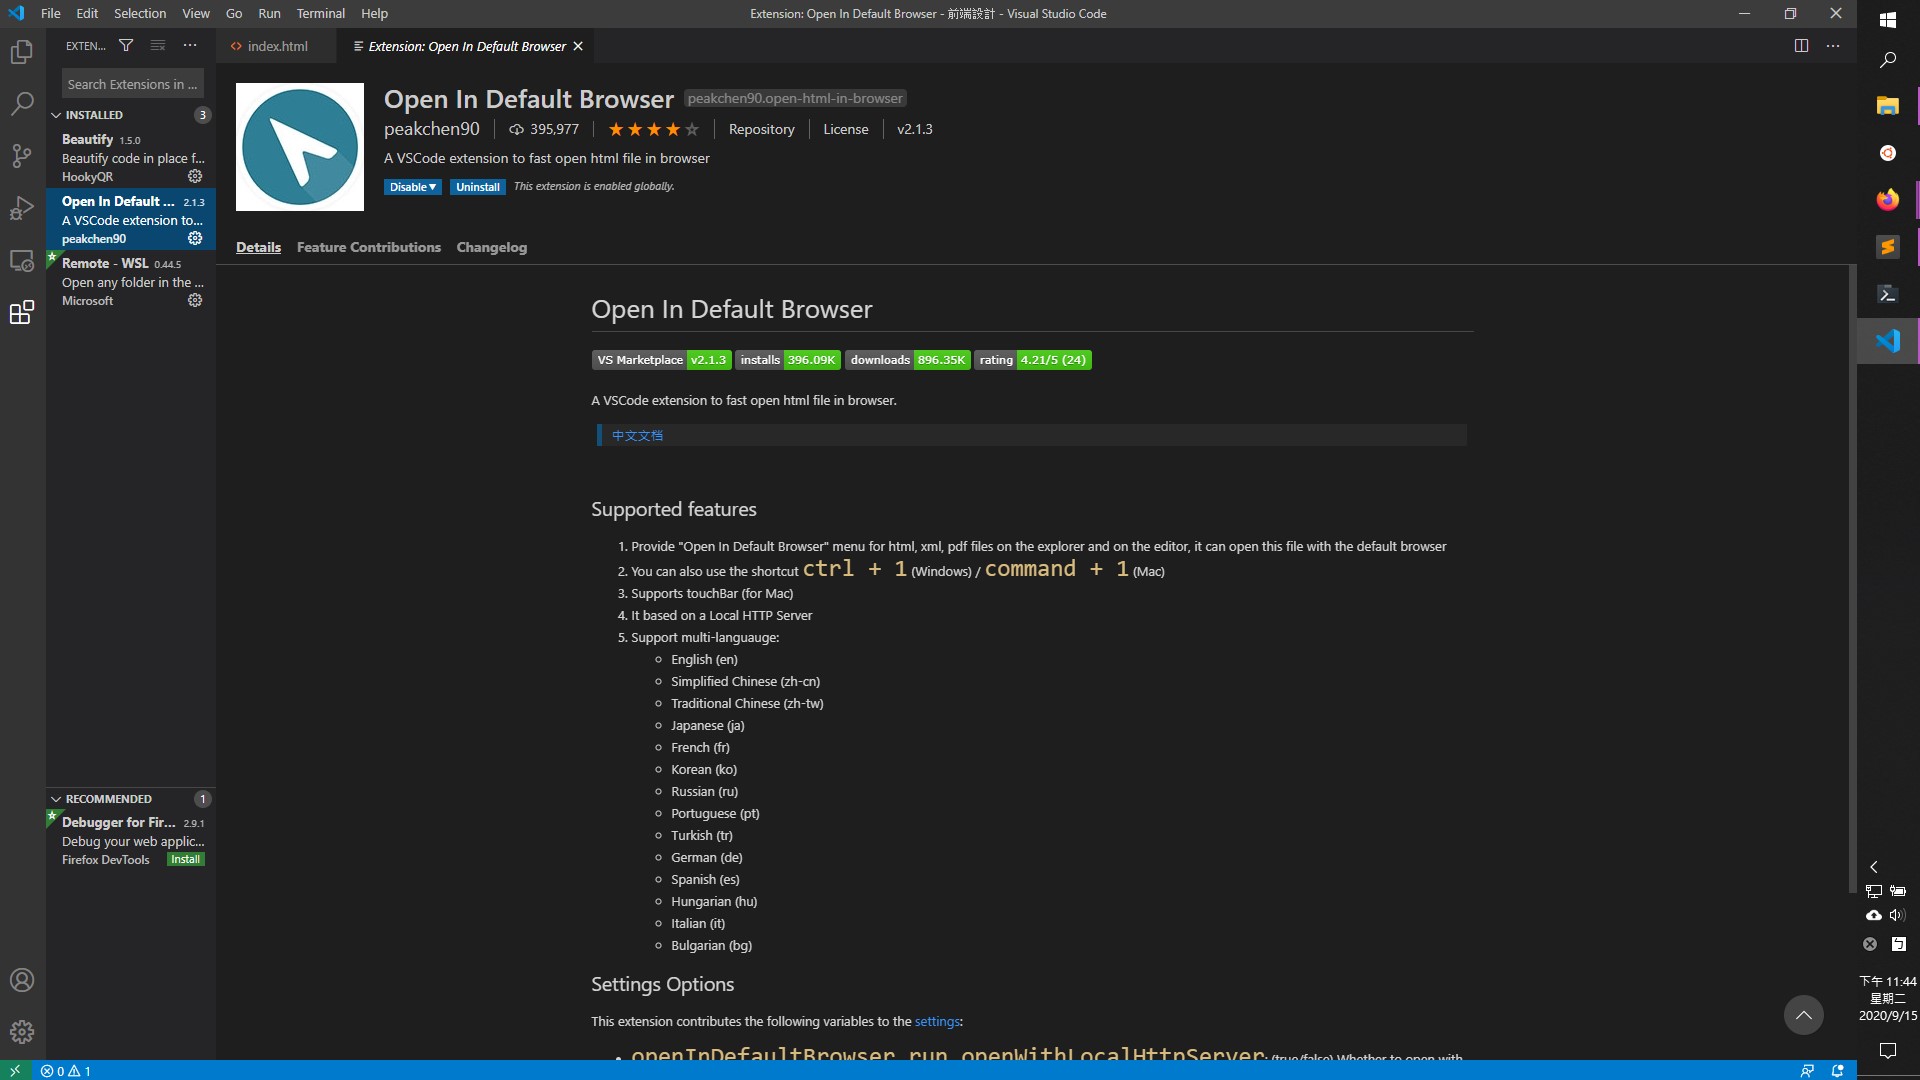 File Edit Selection View Go Run Terminal Help
Extension: Open In Default Browser - 前端設計 - Visual Studio Code
EXTEN...
index.html
Extension: Open In Default Browser
Search Extensions in ...
INSTALLED 3
Beautify 1.5.0
Beautify code in place f...
HookyQR
Open In Default ... 2.1.3
A VSCode extension to...
peakchen90
Remote - WSL 0.44.5
Open any folder in the ...
Microsoft
RECOMMENDED 1
Debugger for Fir... 2.9.1
Debug your web applic...
Firefox DevTools Install
Open In Default Browser peakchen90.open-html-in-browser
peakchen90 395,977 Repository License v2.1.3
A VSCode extension to fast open html file in browser
Disable Uninstall This extension is enabled globally.
Details Feature Contributions Changelog
Open In Default Browser
VS Marketplace v2.1.3 installs 396.09K downloads 896.35K rating 4.21/5 (24)
A VSCode extension to fast open html file in browser.
中文文档
Supported features
1. Provide "Open In Default Browser" menu for html, xml, pdf files on the explorer and on the editor, it can open this file with the default browser
2. You can also use the shortcut ctrl + 1 (Windows) / command + 1 (Mac)
3. Supports touchBar (for Mac)
4. It based on a Local HTTP Server
5. Support multi-languauge:
English (en)
Simplified Chinese (zh-cn)
Traditional Chinese (zh-tw)
Japanese (ja)
French (fr)
Korean (ko)
Russian (ru)
Portuguese (pt)
Turkish (tr)
German (de)
Spanish (es)
Hungarian (hu)
Italian (it)
Bulgarian (bg)
Settings Options
This extension contributes the following variables to the settings:
openInDefaultBrowser.run.openWithLocalHttpServer: (true/false) Whether to open with
0 1
ㄅ
下午 11:44
星期二
2020/9/15